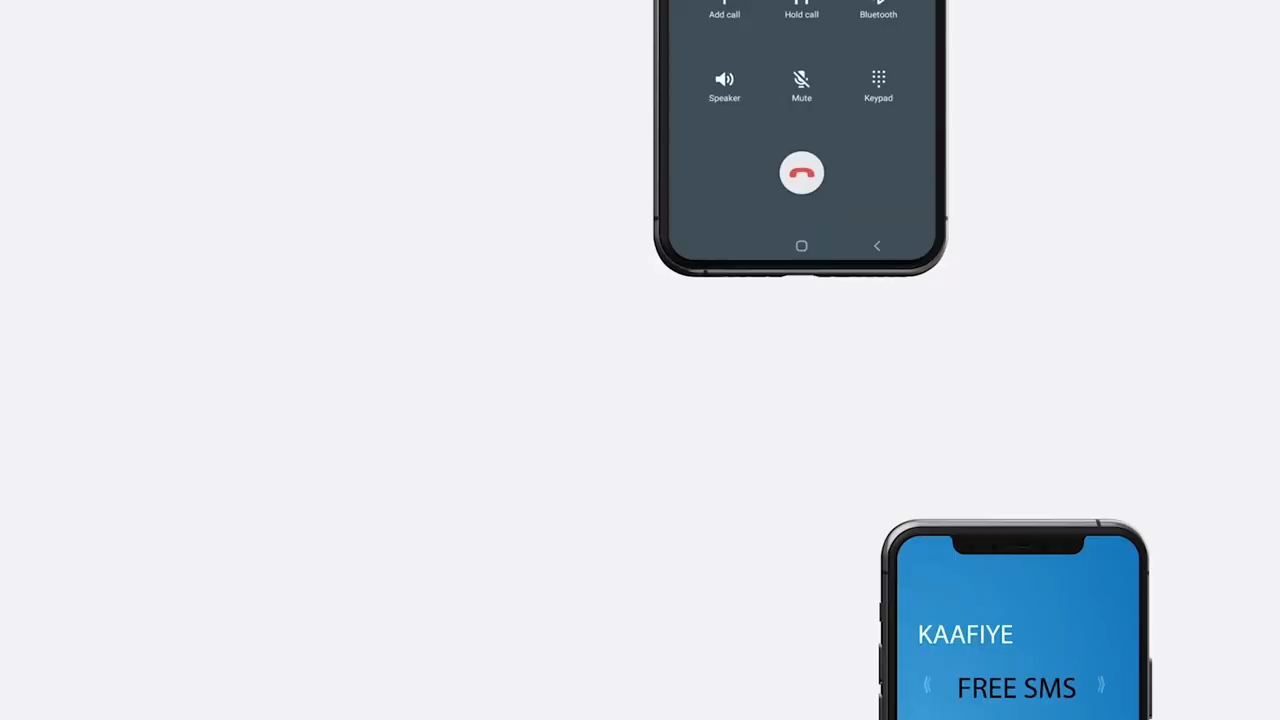 Add call Hold call Bluetooth
Speaker Mute Keypad
KAAFIYE
FREE SMS